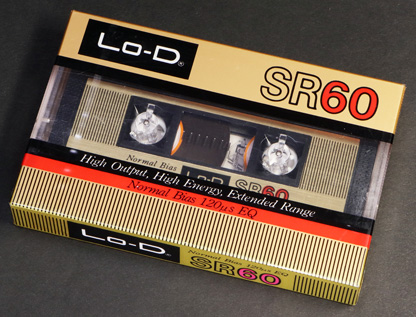 Lo-D®
SR60
Normal Bias
Lo-D SR60
High Output, High Energy, Extended Range
Normal Bias 120µs EQ
Lo-D
Normal Bias 120µs EQ
SR60